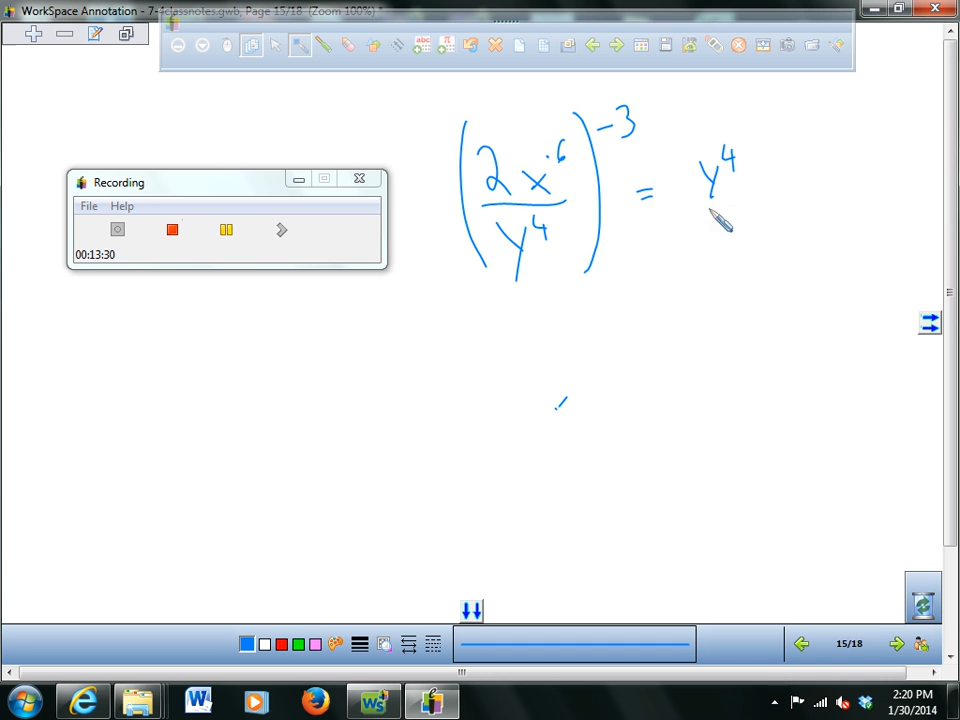 WorkSpace Annotation - 7-4classnotes.gwb, Page 15/18 (Zoom 100%) *
Recording
File Help
00:13:30
(2x^6 / y^4)^-3 = y^4
15/18
2:20 PM
1/30/2014